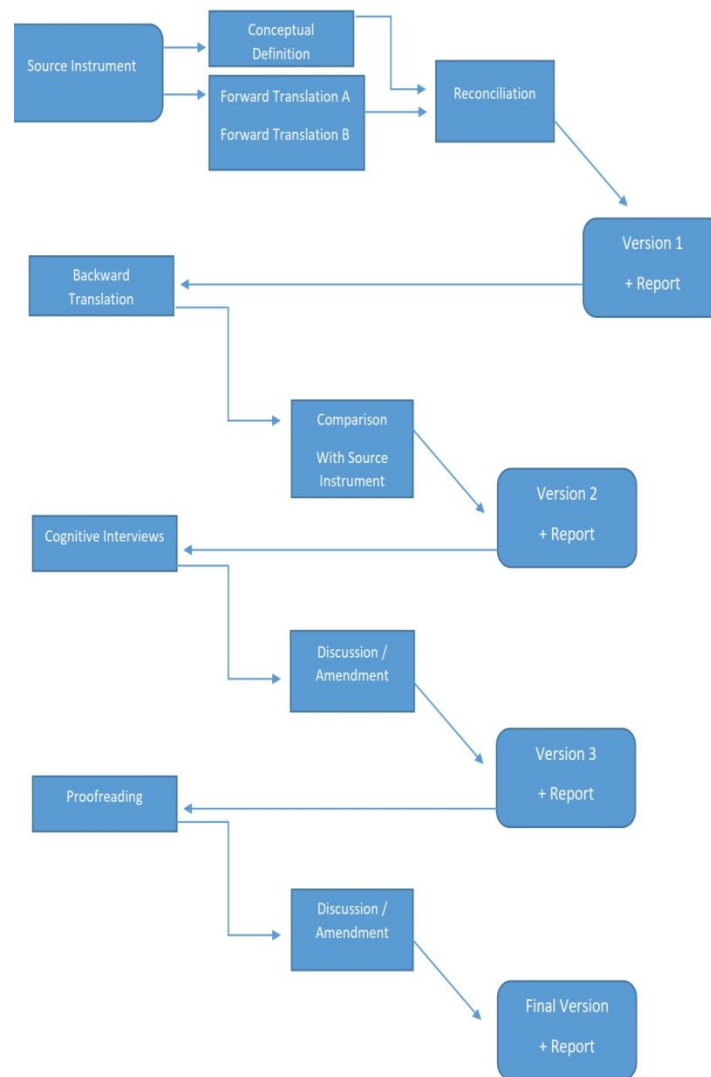 Source Instrument
Conceptual
Definition
Forward Translation A
Forward Translation B
Reconciliation
Version 1
+ Report
Backward
Translation
Comparison
With Source
Instrument
Version 2
+ Report
Cognitive Interviews
Discussion /
Amendment
Version 3
+ Report
Proofreading
Discussion /
Amendment
Final Version
+ Report